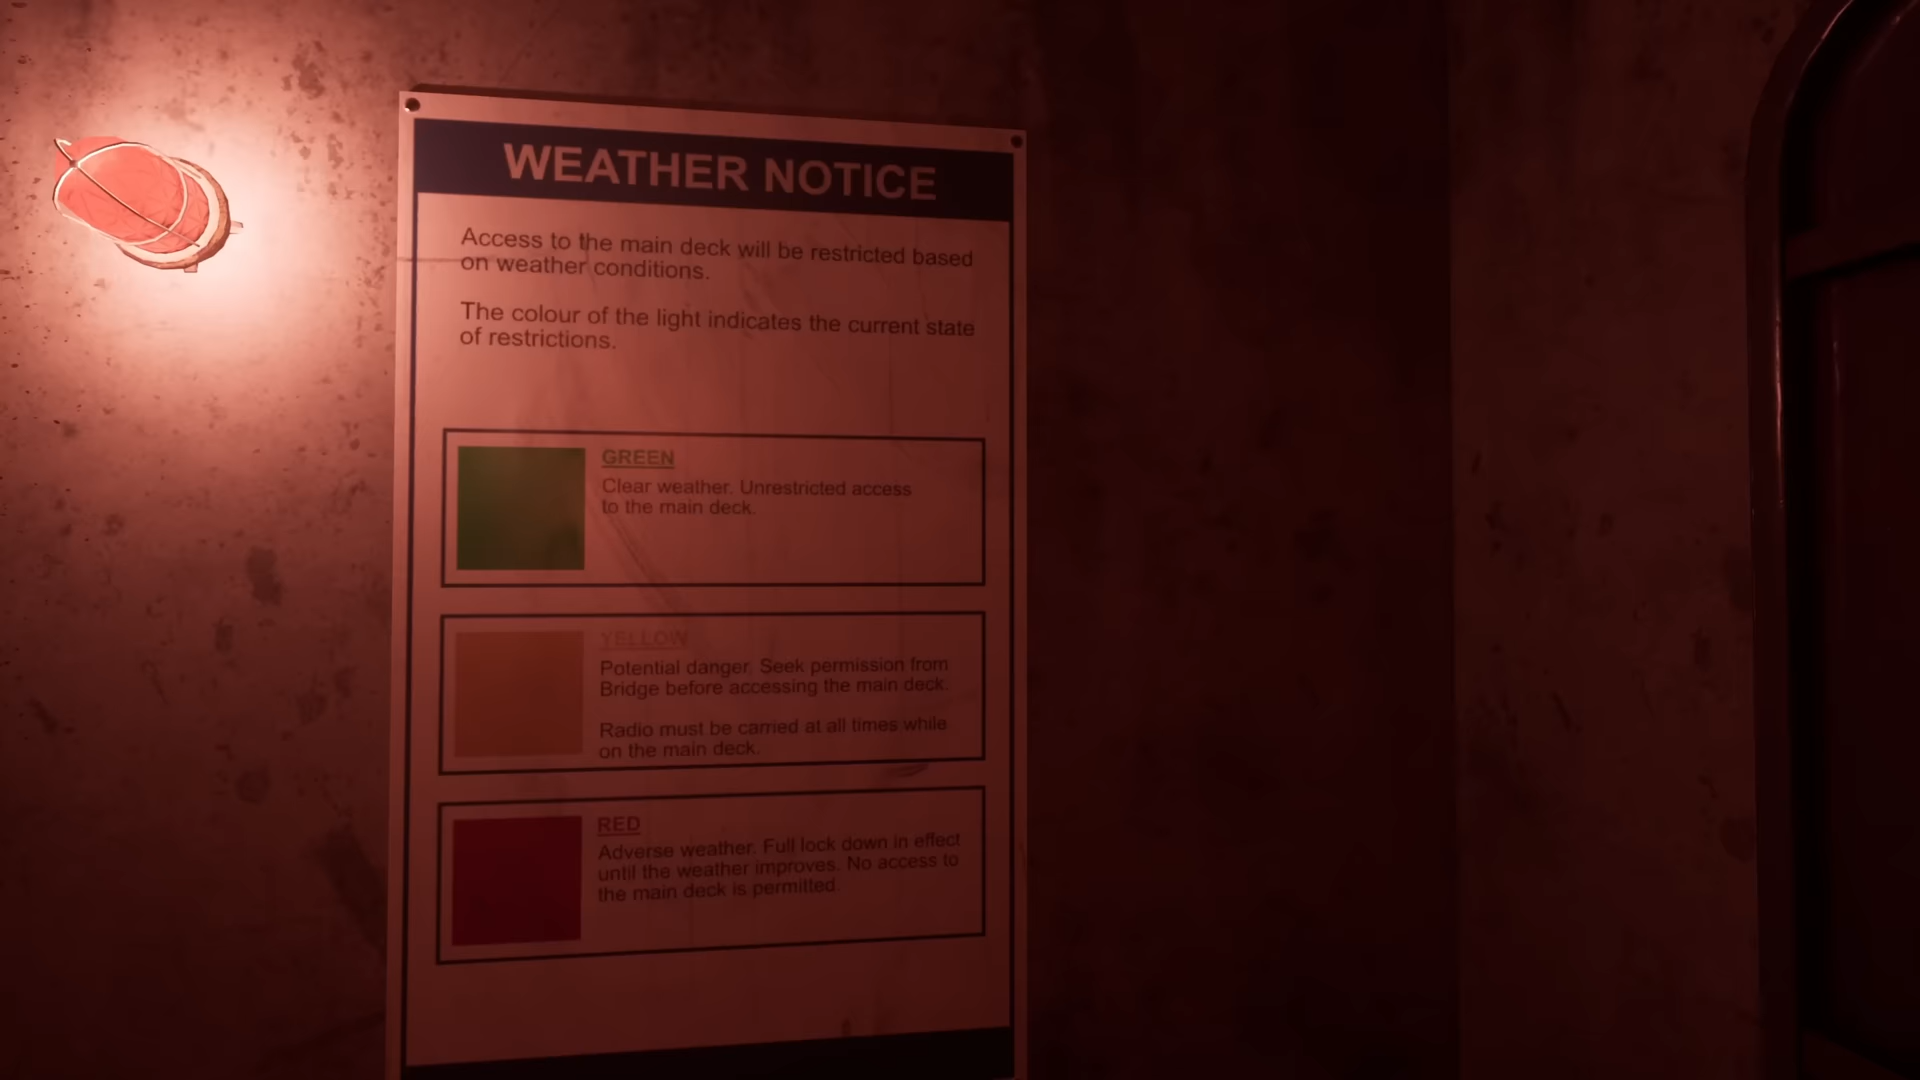 WEATHER NOTICE
Access to the main deck will be restricted based
on weather conditions.
The colour of the light indicates the current state
of restrictions.
GREEN
Clear weather. Unrestricted access
to the main deck.
YELLOW
Potential danger. Seek permission from
Bridge before accessing the main deck.
Radio must be carried at all times while
on the main deck.
RED
Adverse weather. Full lock down in effect
until the weather improves. No access to
the main deck is permitted.